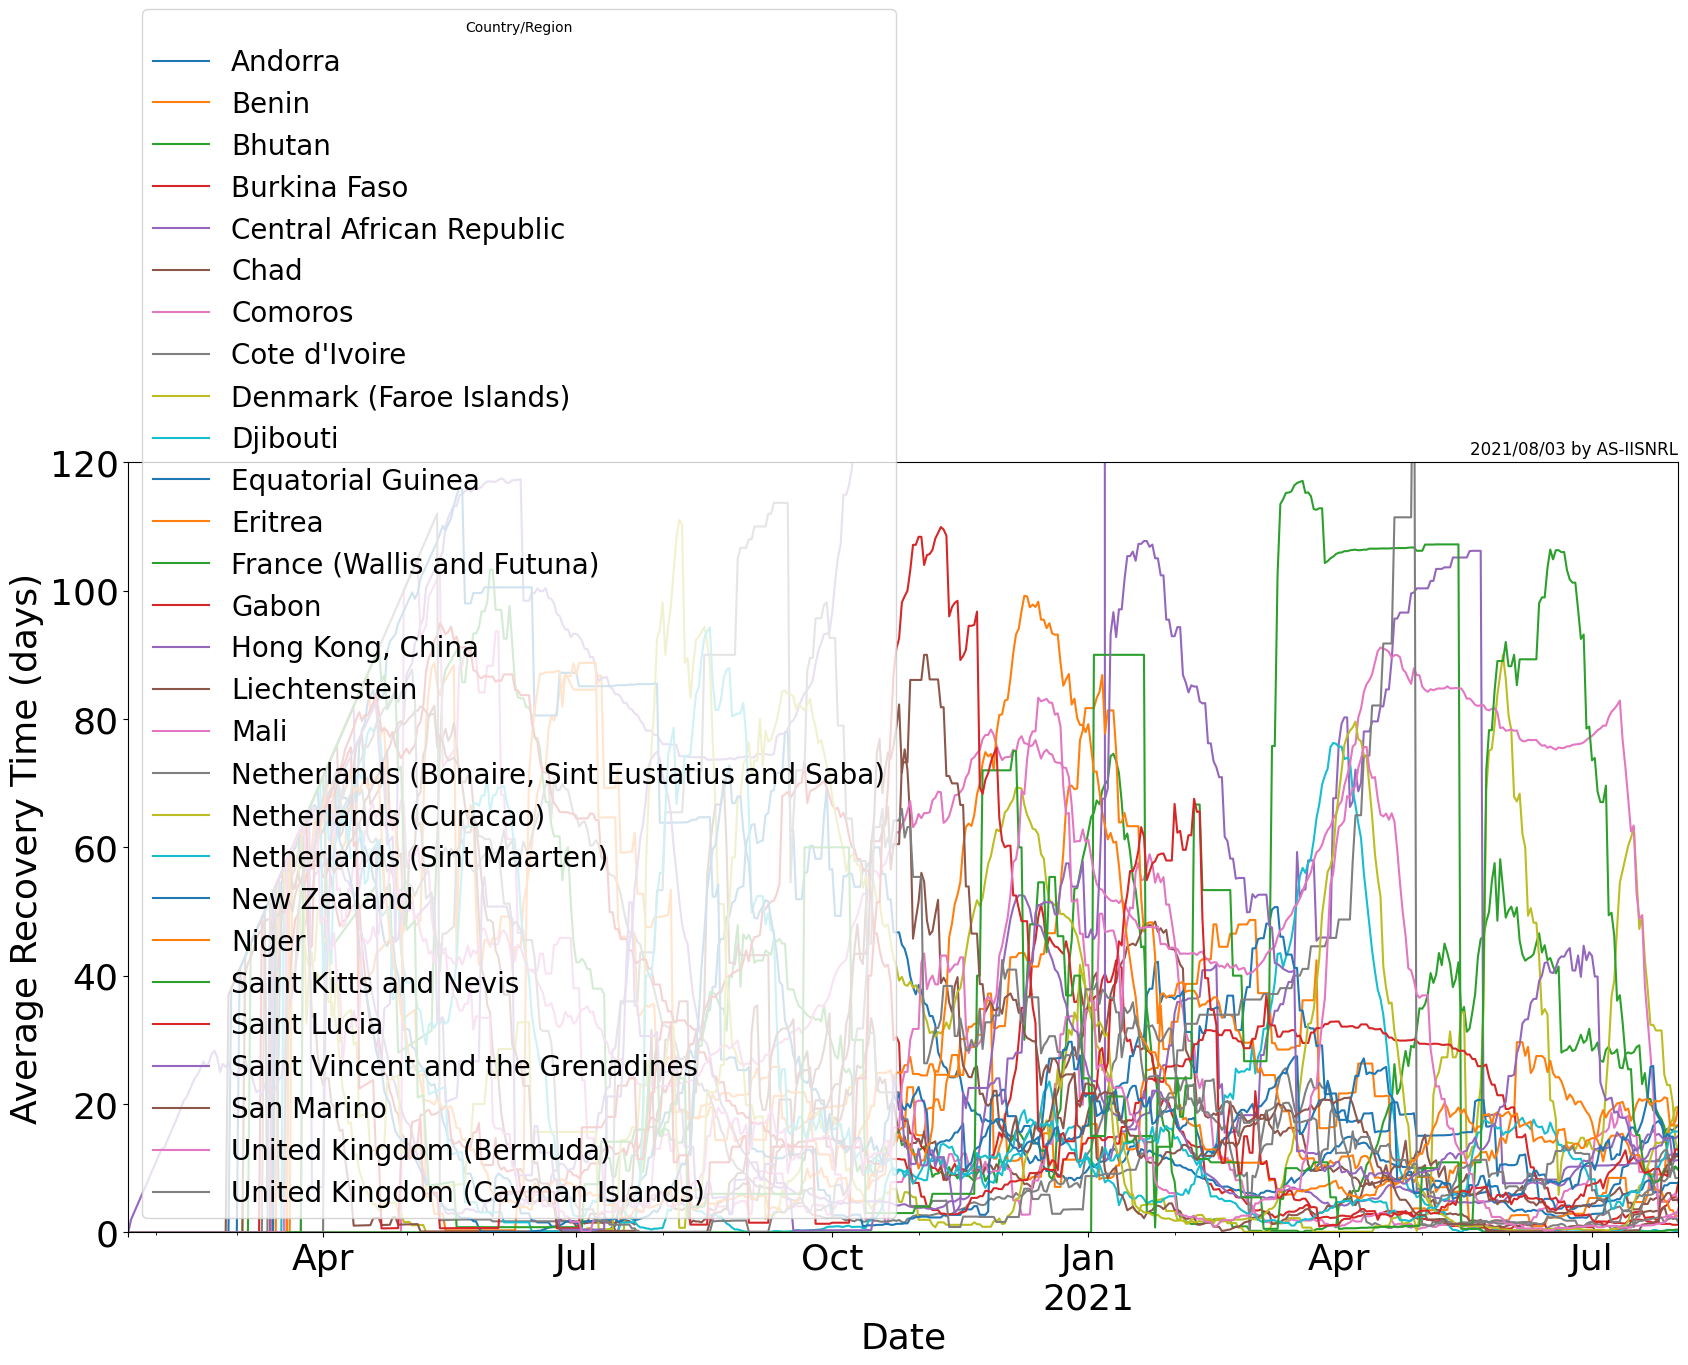 Country/Region
Andorra
Benin
Bhutan
Burkina Faso
Central African Republic
Chad
Comoros
Cote d'Ivoire
Denmark (Faroe Islands)
Djibouti
Equatorial Guinea
Eritrea
France (Wallis and Futuna)
Gabon
Hong Kong, China
Liechtenstein
Mali
Netherlands (Bonaire, Sint Eustatius and Saba)
Netherlands (Curacao)
Netherlands (Sint Maarten)
New Zealand
Niger
Saint Kitts and Nevis
Saint Lucia
Saint Vincent and the Grenadines
San Marino
United Kingdom (Bermuda)
United Kingdom (Cayman Islands)
2021/08/03 by AS-IISNRL
Average Recovery Time (days)
120
100
80
60
40
20
0
Apr
Jul
Oct
Jan
2021
Apr
Jul
Date